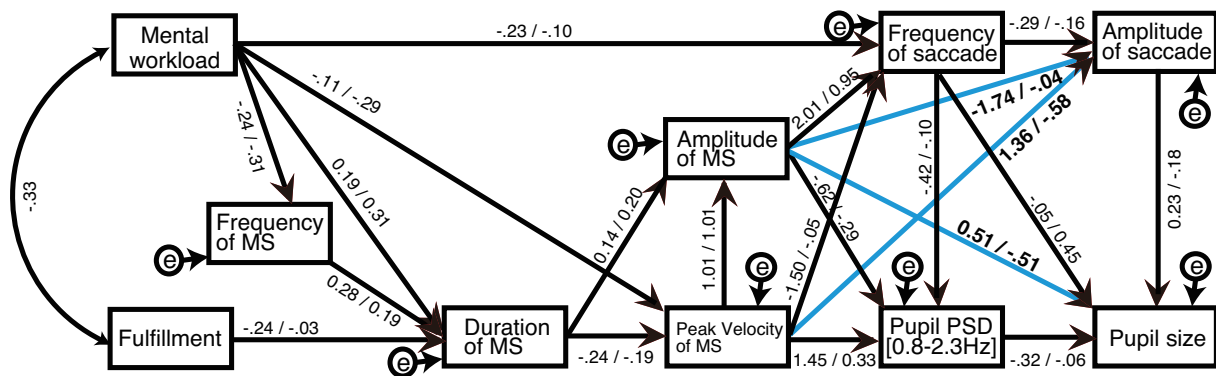 Mental
workload
-.23 / -.10
e
Frequency
of saccade
-.29 / -.16
Amplitude
of saccade
e
-.11 / -.29
-.24 / -.31
0.19 / 0.31
e
Amplitude
of MS
2.01 / 0.95
-1.74 / -.04
1.36 / -.58
-.42 / -.10
0.23 / -.18
-.33
Frequency
of MS
e
0.28 / 0.19
0.14 / 0.20
1.01 / 1.01
-1.50 / -.05
-.62 / -.29
0.51 / -.51
-.05 / 0.45
e
e
e
Fulfillment
-.24 / -.03
e
Duration
of MS
-.24 / -.19
Peak Velocity
of MS
1.45 / 0.33
Pupil PSD
[0.8-2.3Hz]
-.32 / -.06
Pupil size